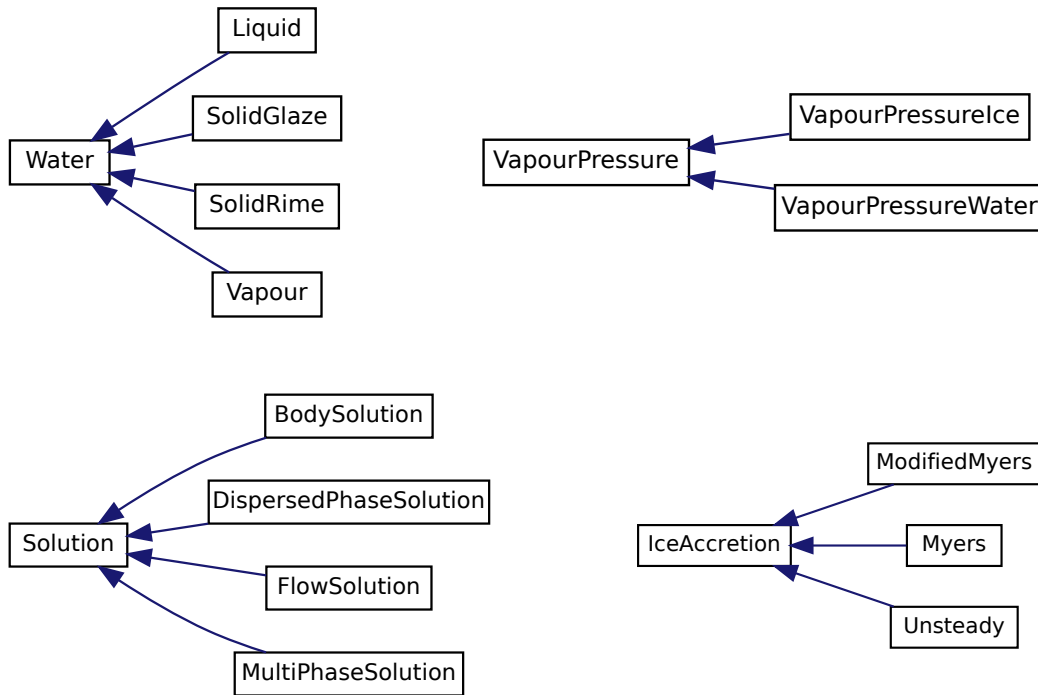 Liquid
SolidGlaze
Water
SolidRime
Vapour
VapourPressureIce
VapourPressure
VapourPressureWater
BodySolution
DispersedPhaseSolution
Solution
FlowSolution
MultiPhaseSolution
ModifiedMyers
IceAccretion
Myers
Unsteady